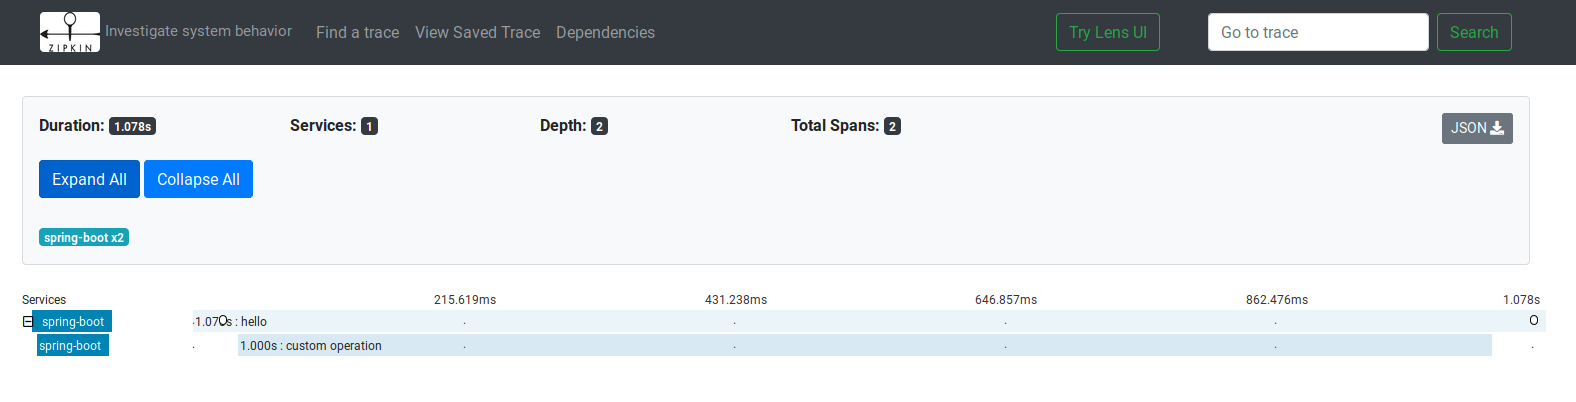 ZIPKIN Investigate system behavior Find a trace View Saved Trace Dependencies Try Lens UI Go to trace Search
Duration: 1.078s Services: 1 Depth: 2 Total Spans: 2 JSON
Expand All Collapse All
spring-boot x2
Services 215.619ms 431.238ms 646.857ms 862.476ms 1.078s
spring-boot : hello
spring-boot 1.000s : custom operation